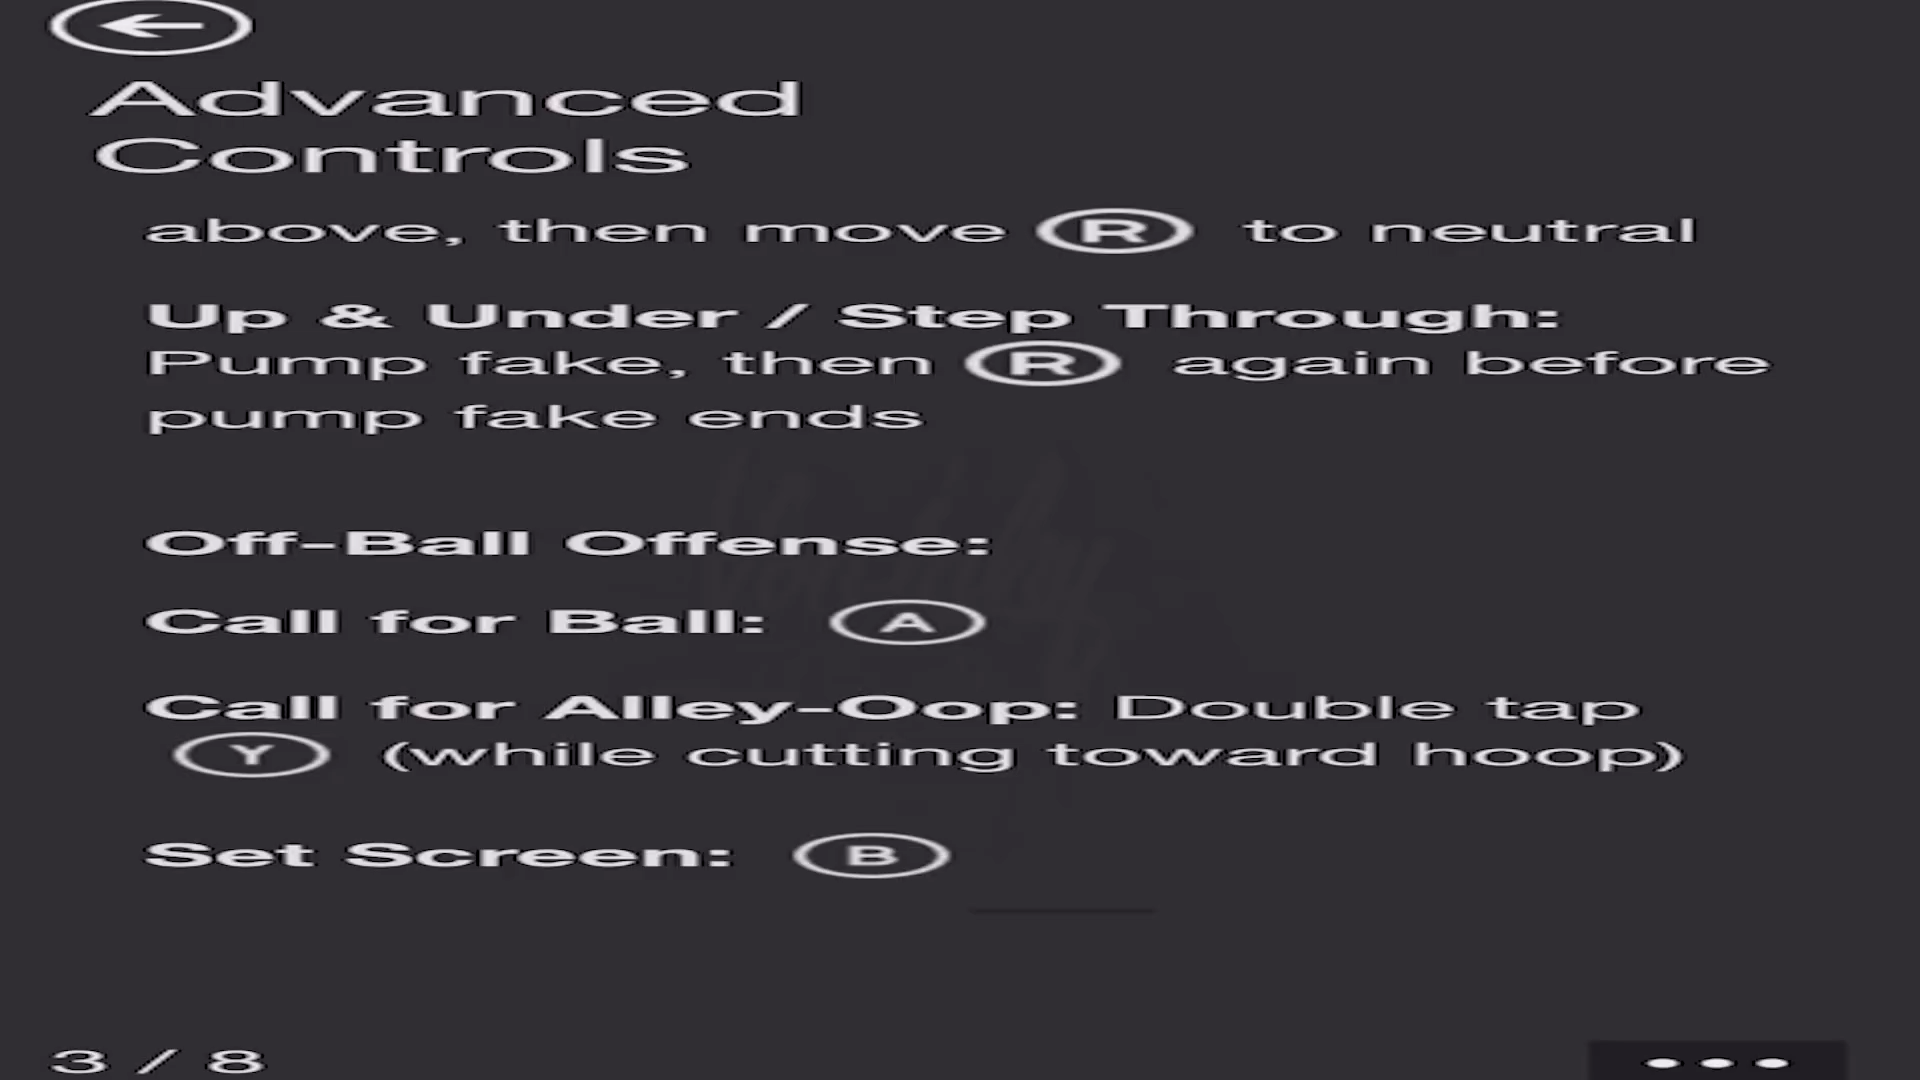 Advanced
Controls
above, then move R to neutral
Up & Under / Step Through:
Pump fake, then R again before
pump fake ends
Off-Ball Offense:
Call for Ball: A
Call for Alley-Oop: Double tap
Y (while cutting toward hoop)
Set Screen: B
3 / 8